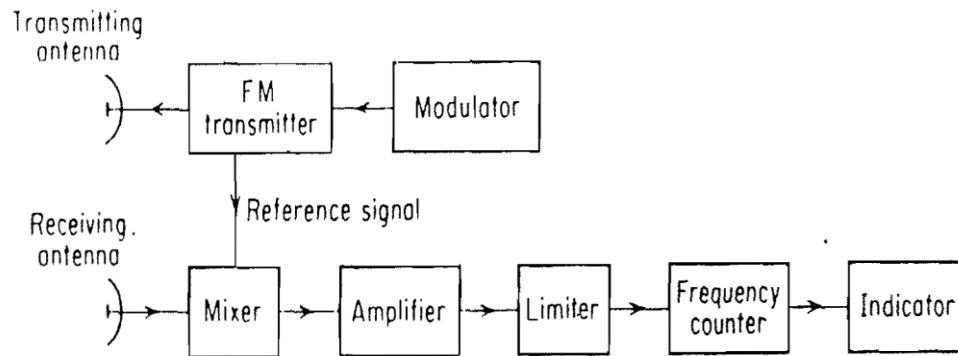 Transmitting
antenna
FM
transmitter
Modulator
Reference signal
Receiving.
antenna
Mixer
Amplifier
Limiter
Frequency
counter
Indicator